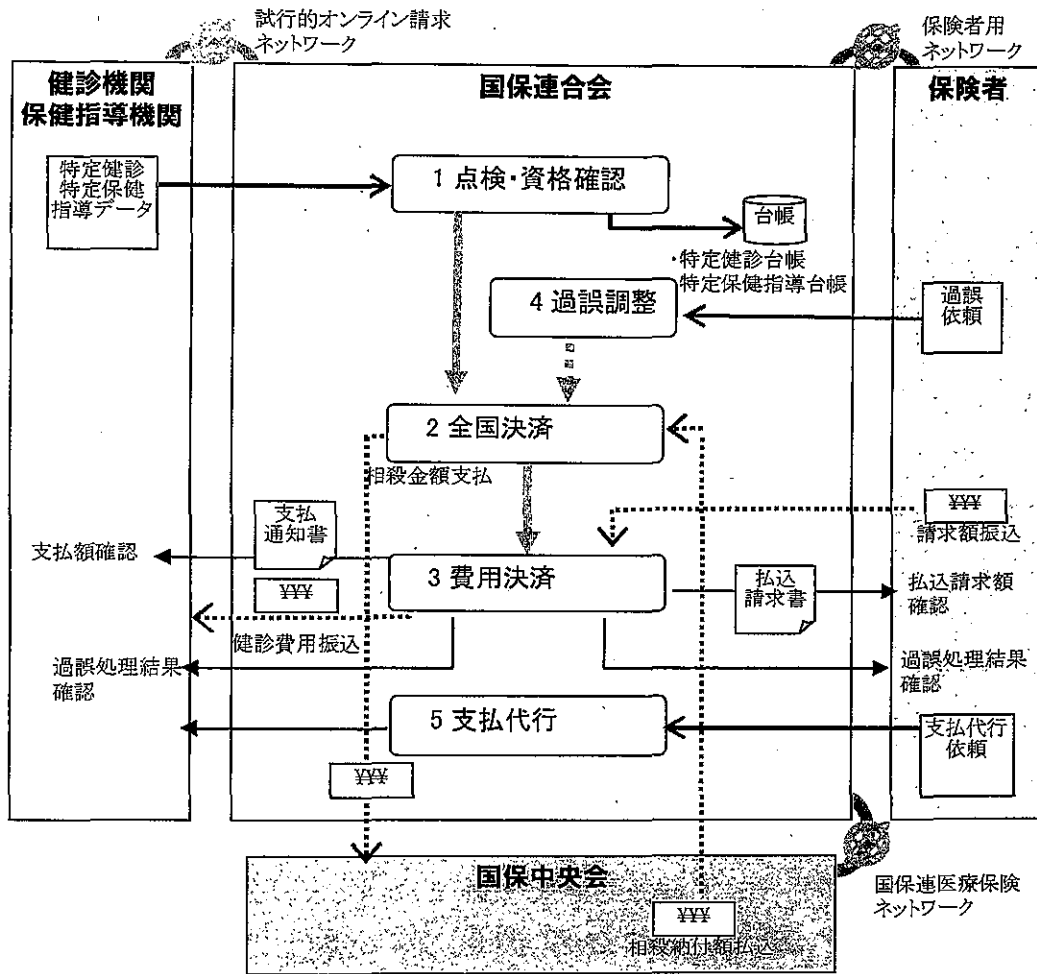 試行的オンライン請求
ネットワーク
保険者用
ネットワーク
健診機関
保健指導機関
国保連合会
保険者
特定健診
特定保健
指導データ
1 点検・資格確認
台帳
・特定健診台帳
・特定保健指導台帳
4 過誤調整
過誤
依頼
2 全国決済
相殺金額支払
¥¥¥
請求額振込
支払
通知書
支払額確認
¥¥¥
3 費用決済
払込
請求書
払込請求額
確認
健診費用振込
過誤処理結果
確認
過誤処理結果
確認
5 支払代行
支払代行
依頼
¥¥¥
国保中央会
¥¥¥
相殺納付額払込
国保連医療保険
ネットワーク